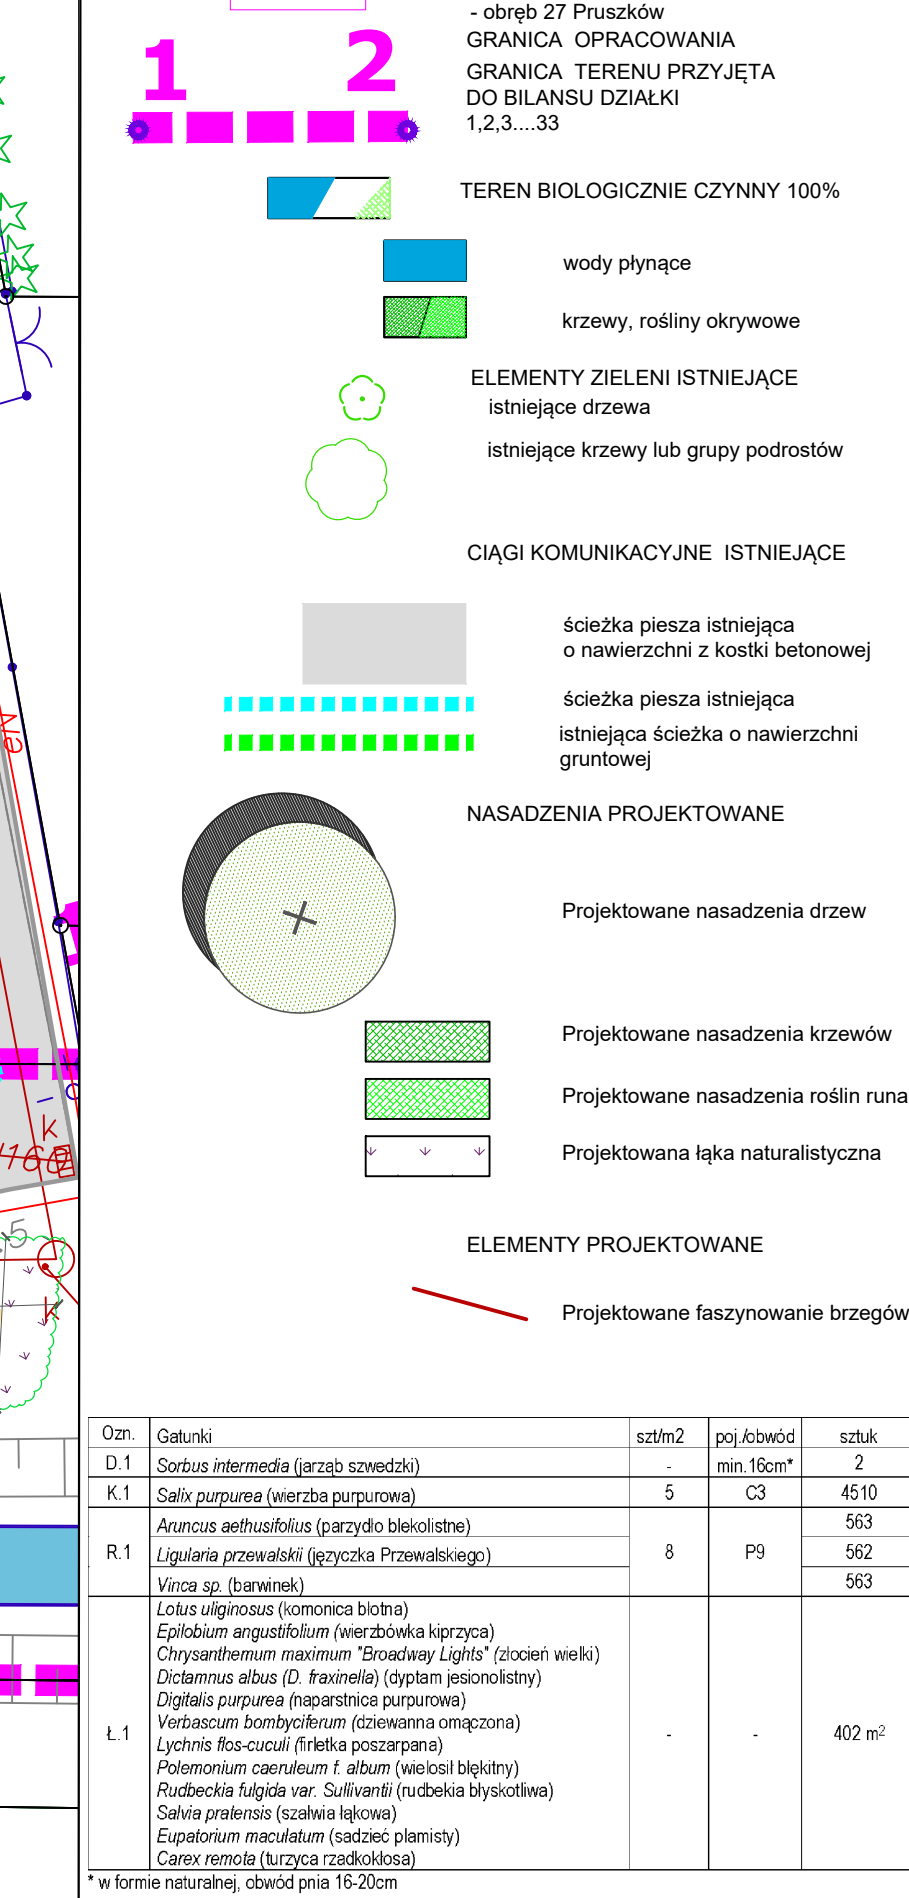 - obręb 27 Pruszków
GRANICA OPRACOWANIA
1 2
GRANICA TERENU PRZYJĘTA
DO BILANSU DZIAŁKI
1,2,3....33
TEREN BIOLOGICZNIE CZYNNY 100%
wody płynące
krzewy, rośliny okrywowe
ELEMENTY ZIELENI ISTNIEJĄCE
istniejące drzewa
istniejące krzewy lub grupy podrostów
CIĄGI KOMUNIKACYJNE ISTNIEJĄCE
ścieżka piesza istniejąca
o nawierzchni z kostki betonowej
ścieżka piesza istniejąca
istniejąca ścieżka o nawierzchni
gruntowej
eN
NASADZENIA PROJEKTOWANE
Projektowane nasadzenia drzew
Projektowane nasadzenia krzewów
Projektowane nasadzenia roślin runa
k
160
Projektowana łąka naturalistyczna
5
ELEMENTY PROJEKTOWANE
k
Projektowane faszynowanie brzegów
Ozn. Gatunki szt/m2 poj./obwód sztuk
D.1 Sorbus intermedia (jarząb szwedzki) - min.16cm* 2
K.1 Salix purpurea (wierzba purpurowa) 5 C3 4510
Aruncus aethusifolius (parzydło blekolistne) 563
R.1 Ligularia przewalskii (języczka Przewalskiego) 8 P9 562
Vinca sp. (barwinek) 563
Lotus uliginosus (komonica błotna)
Epilobium angustifolium (wierzbówka kiprzyca)
Chrysanthemum maximum "Broadway Lights" (złocień wielki)
Dictamnus albus (D. fraxinella) (dyptam jesionolistny)
Digitalis purpurea (naparstnica purpurowa)
Verbascum bombyciferum (dziewanna omączona)
Ł.1 Lychnis flos-cuculi (firletka poszarpana) - - 402 m²
Polemonium caeruleum f. album (wielosił błękitny)
Rudbeckia fulgida var. Sullivantii (rudbekia błyskotliwa)
Salvia pratensis (szałwia łąkowa)
Eupatorium maculatum (sadzieć plamisty)
Carex remota (turzyca rzadkokłosa)
* w formie naturalnej, obwód pnia 16-20cm